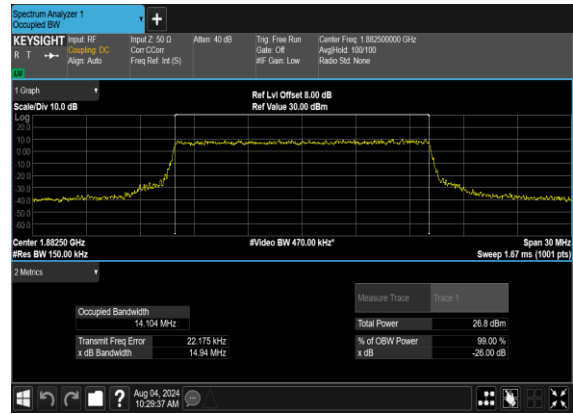 Spectrum Analyzer 1
Occupied BW
+
KEYSIGHT
R T
LW
Input: RF
Coupling: DC
Align: Auto
Input Z: 50 Ω
Corr CCorr
Freq Ref: Int (S)
Atten: 40 dB
Trig: Free Run
Gate: Off
#IF Gain: Low
Center Freq: 1.882500000 GHz
Avg|Hold: 100/100
Radio Std: None
1 Graph
Scale/Div 10.0 dB
Ref Lvl Offset 8.00 dB
Ref Value 30.00 dBm
Log
20.0
10.0
0.00
-10.0
-20.0
-30.0
-40.0
-50.0
-60.0
Center 1.88250 GHz
#Res BW 150.00 kHz
#Video BW 470.00 kHz*
Span 30 MHz
Sweep 1.67 ms (1001 pts)
2 Metrics
Occupied Bandwidth
14.104 MHz
Transmit Freq Error 22.175 kHz
x dB Bandwidth 14.94 MHz
Measure Trace Trace 1
Total Power 26.8 dBm
% of OBW Power 99.00 %
x dB -26.00 dB
?
Aug 04, 2024
10:29:37 AM